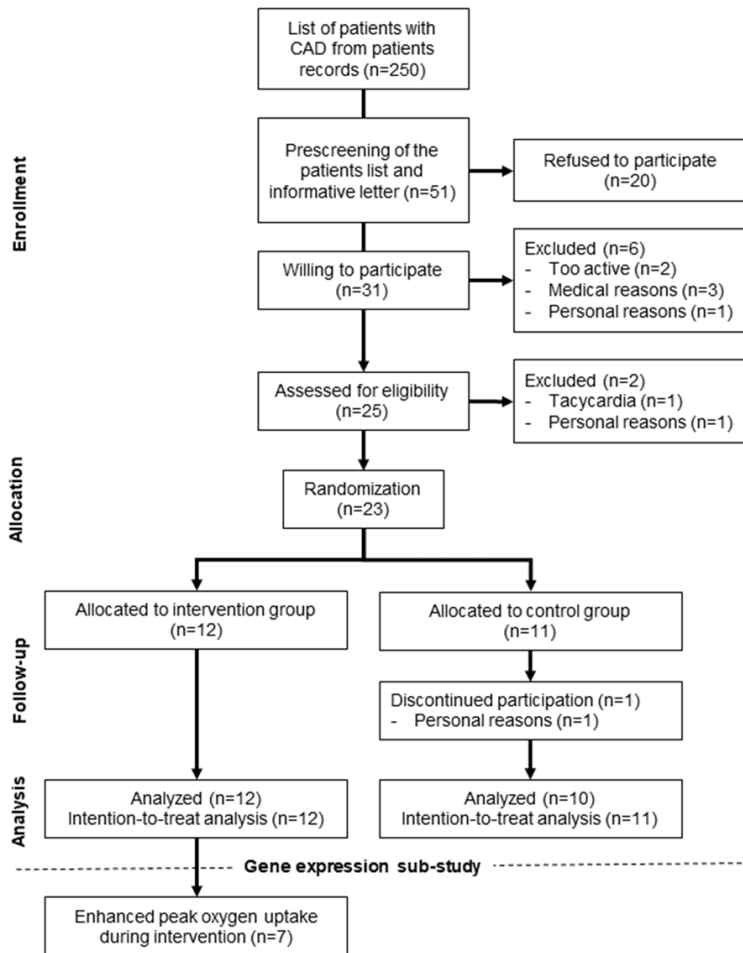 List of patients with
CAD from patients
records (n=250)
Enrollment
Prescreening of the
patients list and
informative letter (n=51)
Refused to participate
(n=20)
Willing to participate
(n=31)
Excluded (n=6)
- Too active (n=2)
- Medical reasons (n=3)
- Personal reasons (n=1)
Assessed for eligibility
(n=25)
Excluded (n=2)
- Tacycardia (n=1)
- Personal reasons (n=1)
Allocation
Randomization
(n=23)
Allocated to intervention group
(n=12)
Allocated to control group
(n=11)
Follow-up
Discontinued participation (n=1)
- Personal reasons (n=1)
Analysis
Analyzed (n=12)
Intention-to-treat analysis (n=12)
Analyzed (n=10)
Intention-to-treat analysis (n=11)
Gene expression sub-study
Enhanced peak oxygen uptake
during intervention (n=7)